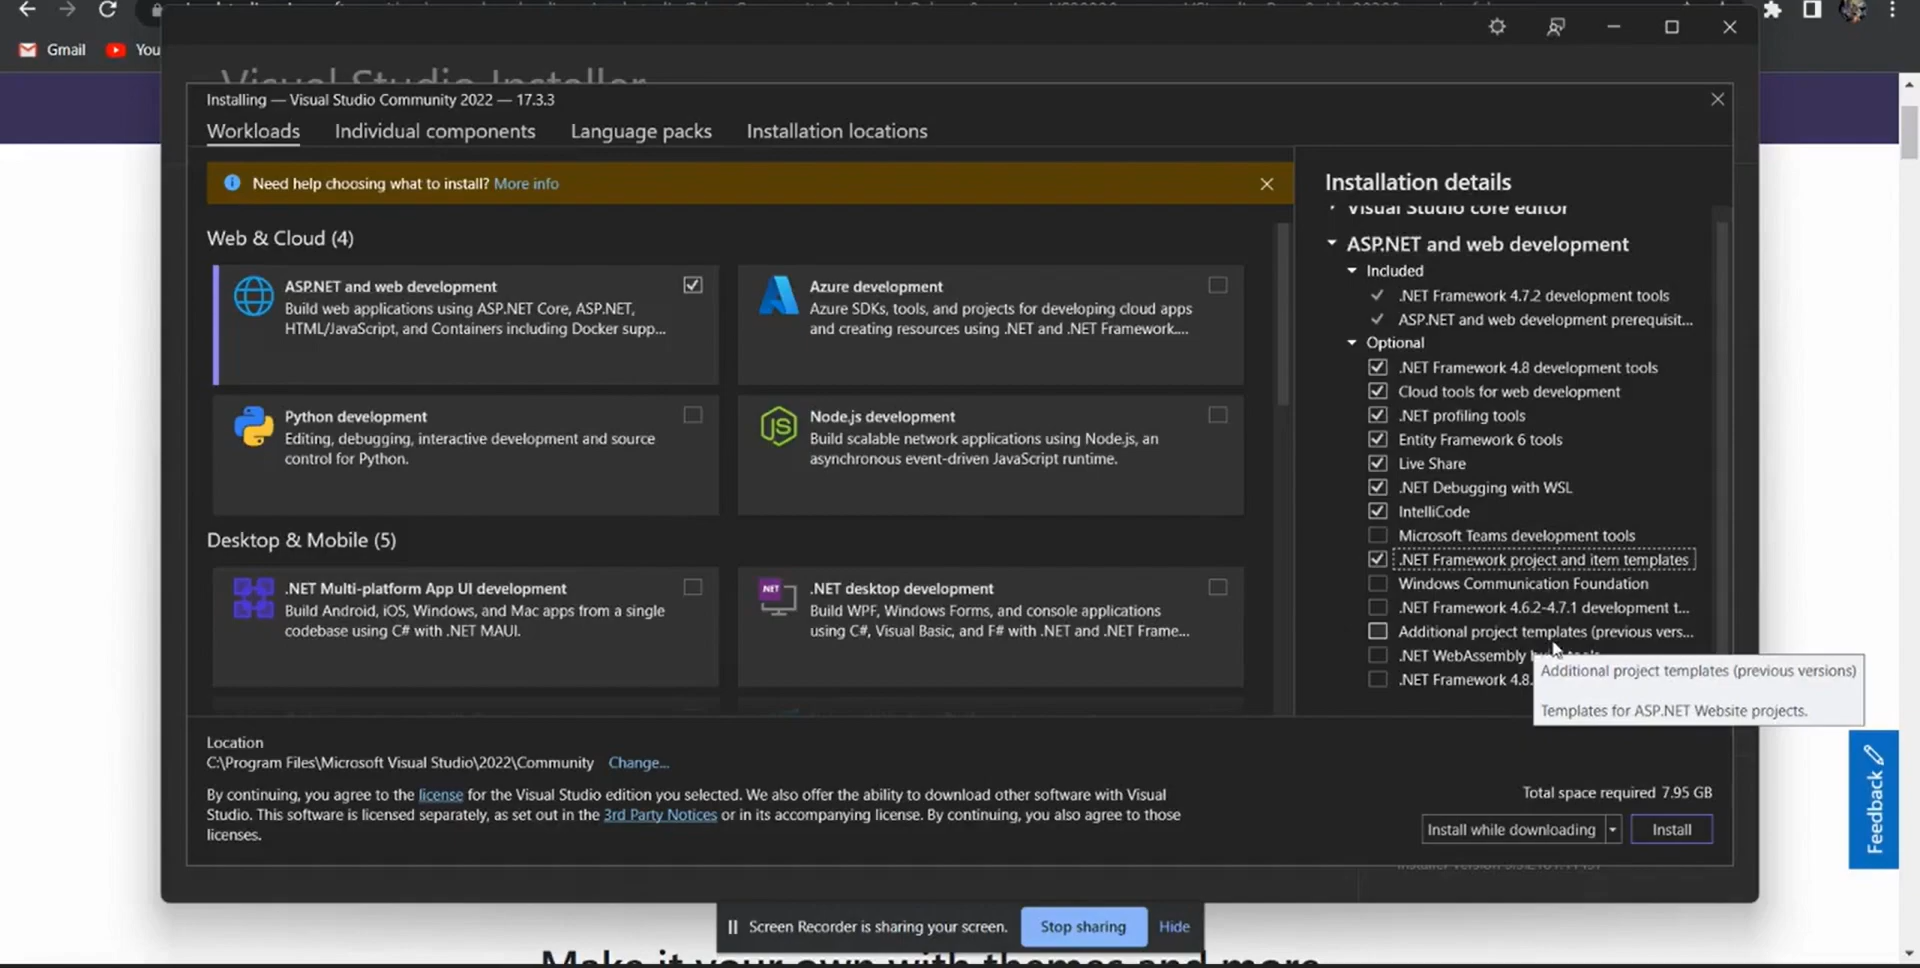 Gmail
You
Visual Studio Installer
Installing — Visual Studio Community 2022 — 17.3.3
Workloads Individual components Language packs Installation locations
Need help choosing what to install? More info
Web & Cloud (4)
ASP.NET and web development
Build web applications using ASP.NET Core, ASP.NET,
HTML/JavaScript, and Containers including Docker supp...
Azure development
Azure SDKs, tools, and projects for developing cloud apps
and creating resources using .NET and .NET Framework....
Python development
Editing, debugging, interactive development and source
control for Python.
Node.js development
Build scalable network applications using Node.js, an
asynchronous event-driven JavaScript runtime.
Desktop & Mobile (5)
.NET Multi-platform App UI development
Build Android, iOS, Windows, and Mac apps from a single
codebase using C# with .NET MAUI.
.NET desktop development
Build WPF, Windows Forms, and console applications
using C#, Visual Basic, and F# with .NET and .NET Frame...
Installation details
Visual Studio core editor
ASP.NET and web development
Included
.NET Framework 4.7.2 development tools
ASP.NET and web development prerequisit...
Optional
.NET Framework 4.8 development tools
Cloud tools for web development
.NET profiling tools
Entity Framework 6 tools
Live Share
.NET Debugging with WSL
IntelliCode
Microsoft Teams development tools
.NET Framework project and item templates
Windows Communication Foundation
.NET Framework 4.6.2-4.7.1 development t...
Additional project templates (previous vers...
.NET WebAssembly
.NET Framework 4.8.
Additional project templates (previous versions)
Templates for ASP.NET Website projects.
Location
C:\Program Files\Microsoft Visual Studio\2022\Community Change...
By continuing, you agree to the license for the Visual Studio edition you selected. We also offer the ability to download other software with Visual
Studio. This software is licensed separately, as set out in the 3rd Party Notices or in its accompanying license. By continuing, you also agree to those
licenses.
Total space required 7.95 GB
Install while downloading Install
Feedback
Screen Recorder is sharing your screen. Stop sharing Hide
Make it your own with themes and more